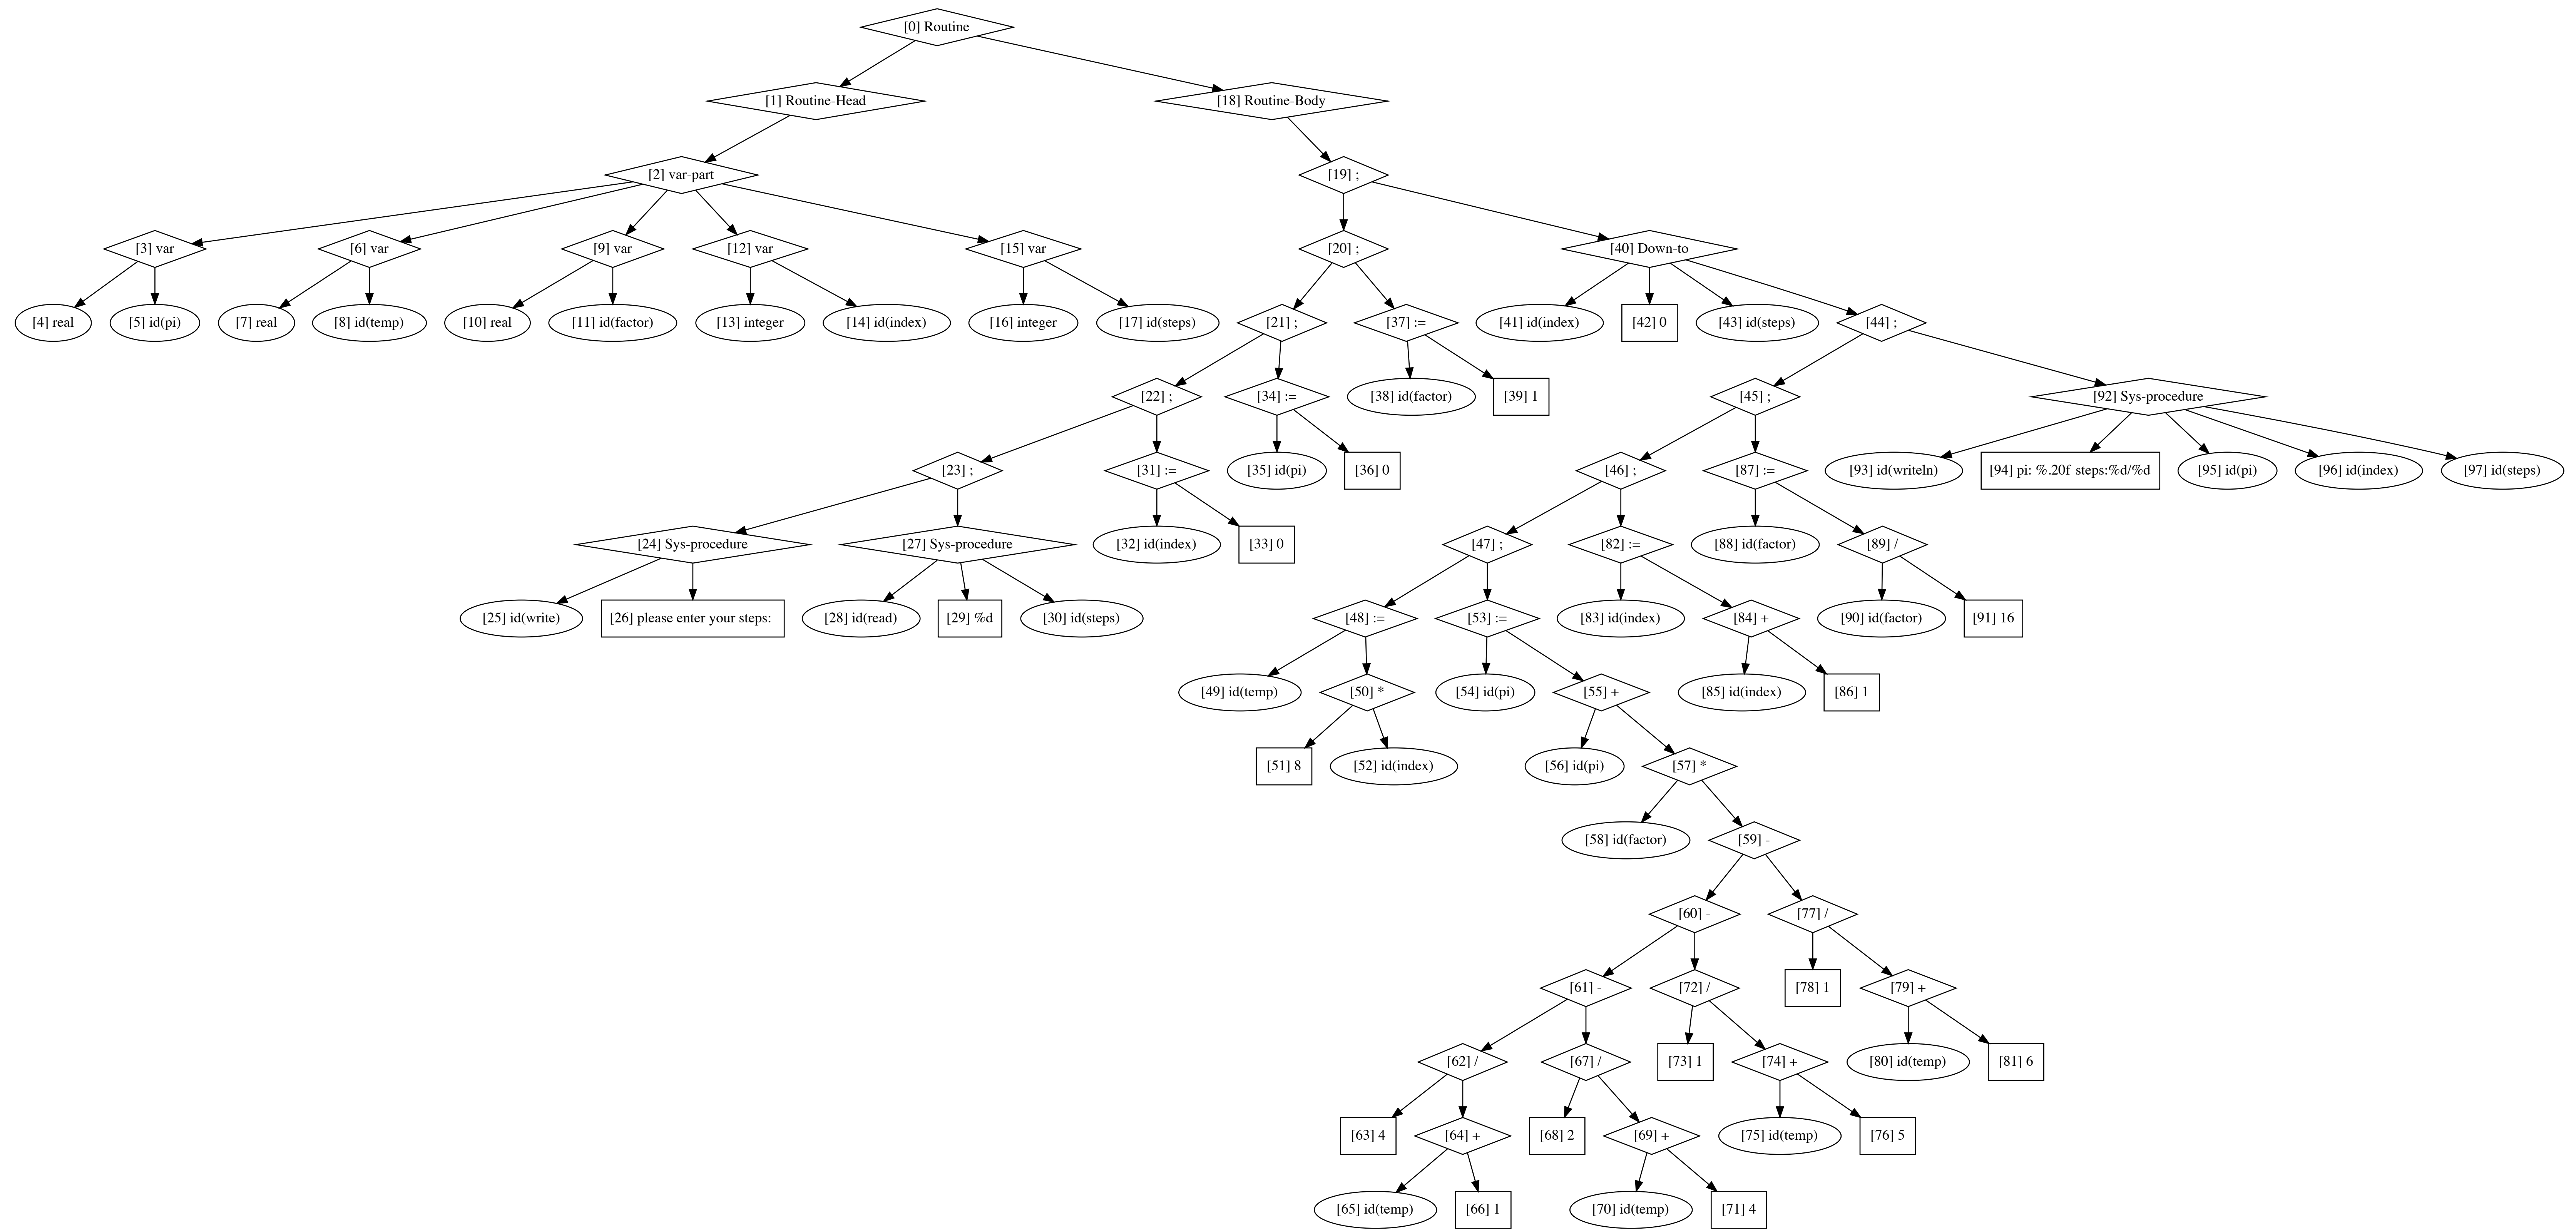 [0] Routine
[1] Routine-Head
[18] Routine-Body
[2] var-part
[19] ;
[3] var
[6] var
[9] var
[12] var
[15] var
[20] ;
[40] Down-to
[4] real
[5] id(pi)
[7] real
[8] id(temp)
[10] real
[11] id(factor)
[13] integer
[14] id(index)
[16] integer
[17] id(steps)
[21] ;
[37] :=
[41] id(index)
[42] 0
[43] id(steps)
[44] ;
[22] ;
[34] :=
[38] id(factor)
[39] 1
[45] ;
[92] Sys-procedure
[23] ;
[31] :=
[35] id(pi)
[36] 0
[46] ;
[87] :=
[93] id(writeln)
[94] pi: %.20f steps:%d/%d
[95] id(pi)
[96] id(index)
[97] id(steps)
[24] Sys-procedure
[27] Sys-procedure
[32] id(index)
[33] 0
[47] ;
[82] :=
[88] id(factor)
[89] /
[25] id(write)
[26] please enter your steps:
[28] id(read)
[29] %d
[30] id(steps)
[48] :=
[53] :=
[83] id(index)
[84] +
[90] id(factor)
[91] 16
[49] id(temp)
[50] *
[54] id(pi)
[55] +
[85] id(index)
[86] 1
[51] 8
[52] id(index)
[56] id(pi)
[57] *
[58] id(factor)
[59] -
[60] -
[77] /
[61] -
[72] /
[78] 1
[79] +
[62] /
[67] /
[73] 1
[74] +
[80] id(temp)
[81] 6
[63] 4
[64] +
[68] 2
[69] +
[75] id(temp)
[76] 5
[65] id(temp)
[66] 1
[70] id(temp)
[71] 4